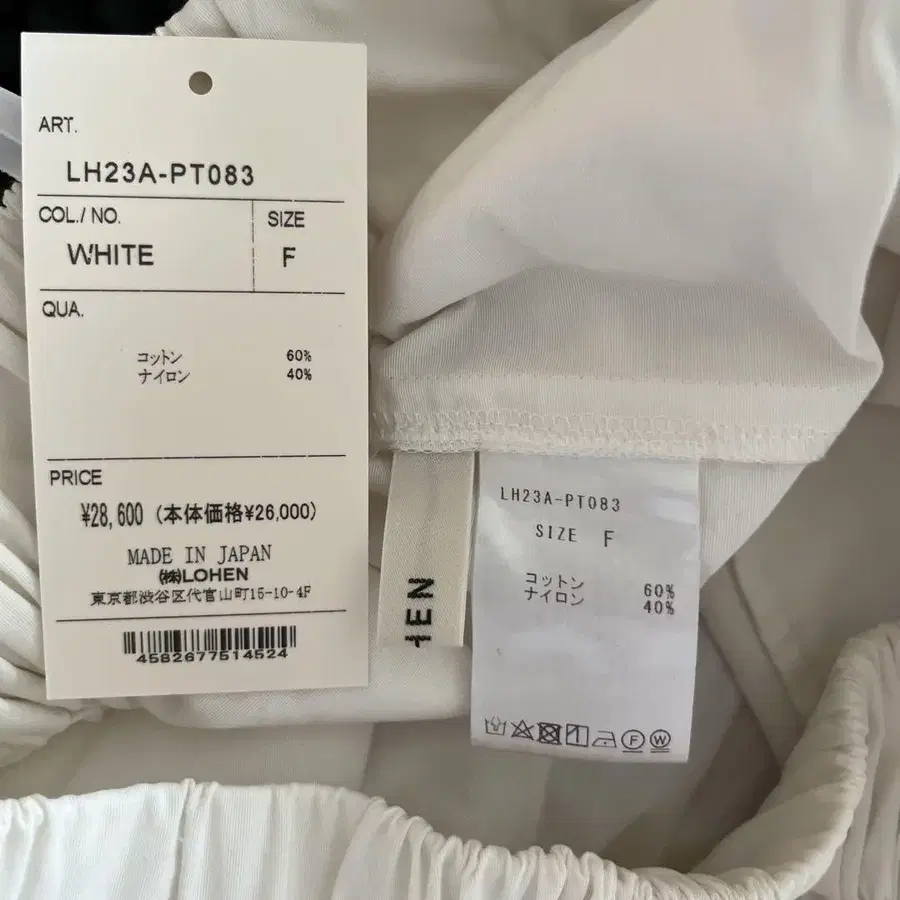 ART.
LH23A-PT083
COL./ NO.
SIZE
WHITE
F
QUA.
コットン 60%
ナイロン 40%
PRICE
¥28,600 (本体価格¥26,000)
MADE IN JAPAN
㈱LOHEN
東京都渋谷区代官山町15-10-4F
4582677514524
HEN
LH23A-PT083
SIZE F
コットン 60%
ナイロン 40%
F W